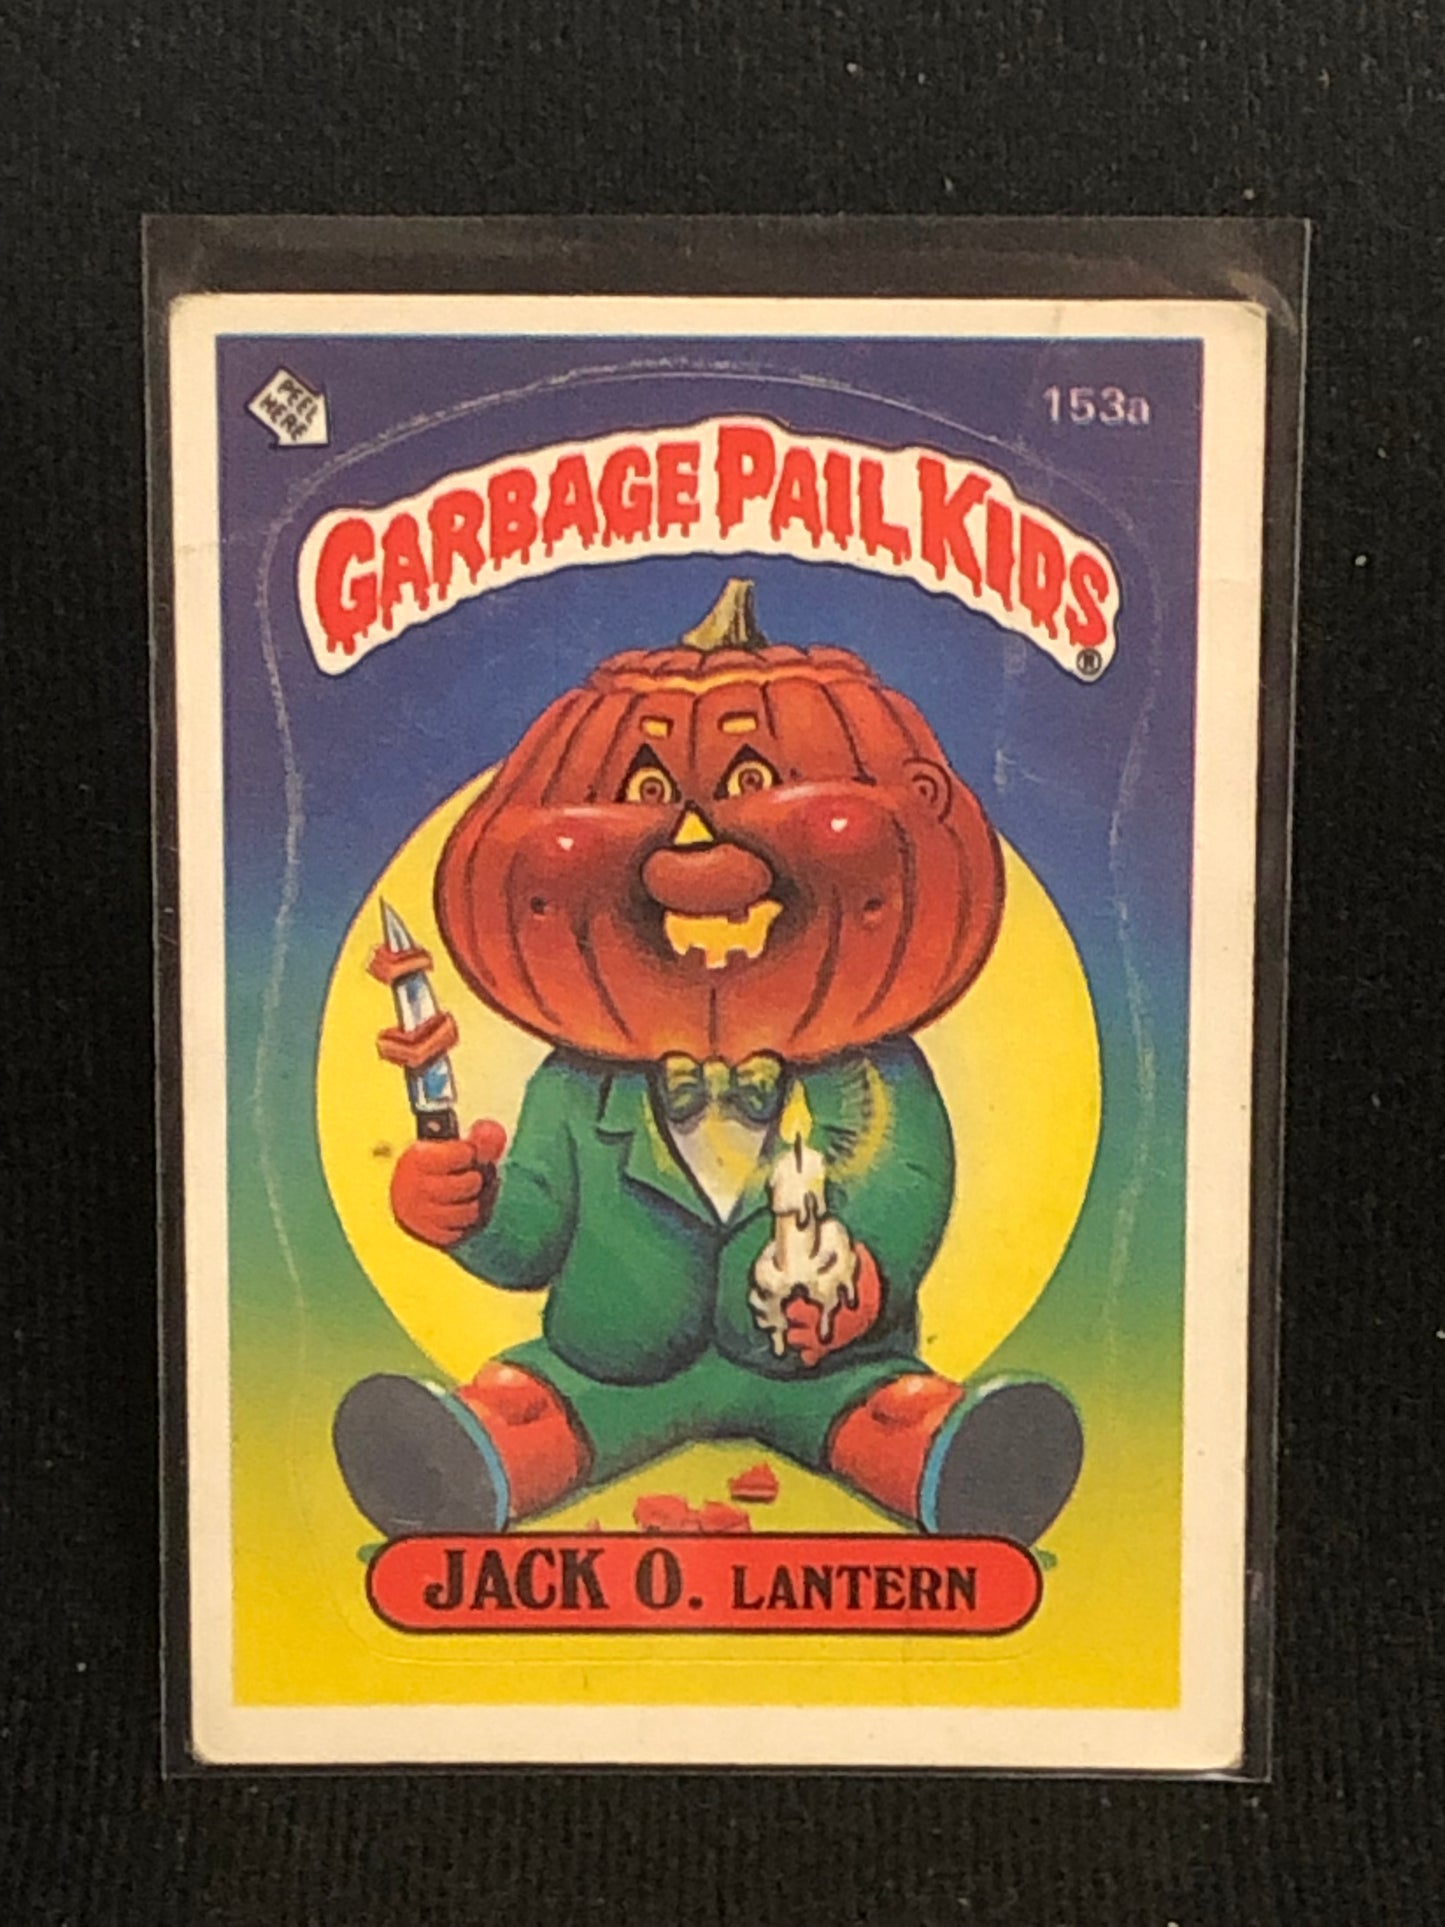 PEEL
HERE
153a
GARBAGE PAIL KIDS
®
JACK O. LANTERN